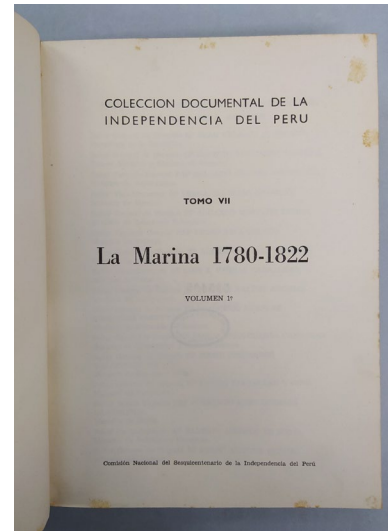 COLECCION DOCUMENTAL DE LA
INDEPENDENCIA DEL PERU
TOMO VII
La Marina 1780-1822
VOLUMEN 1º
Comisión Nacional del Sesquicentenario de la Independencia del Perú